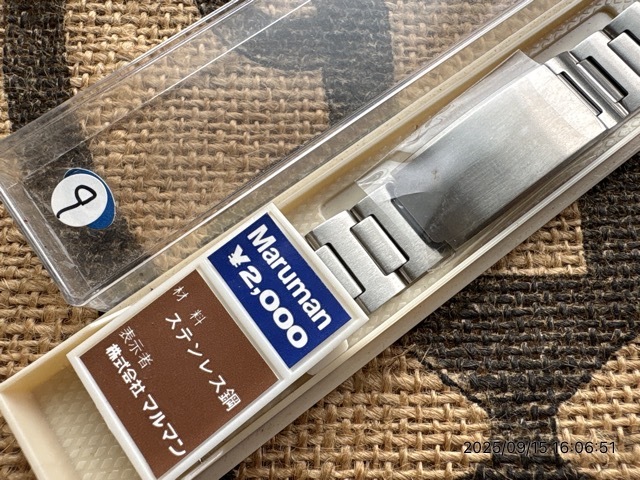 9
Maruman
¥2,000
材料
ステンレス鋼
表示者
株式会社マルマン
2025/09/15 16:06:51